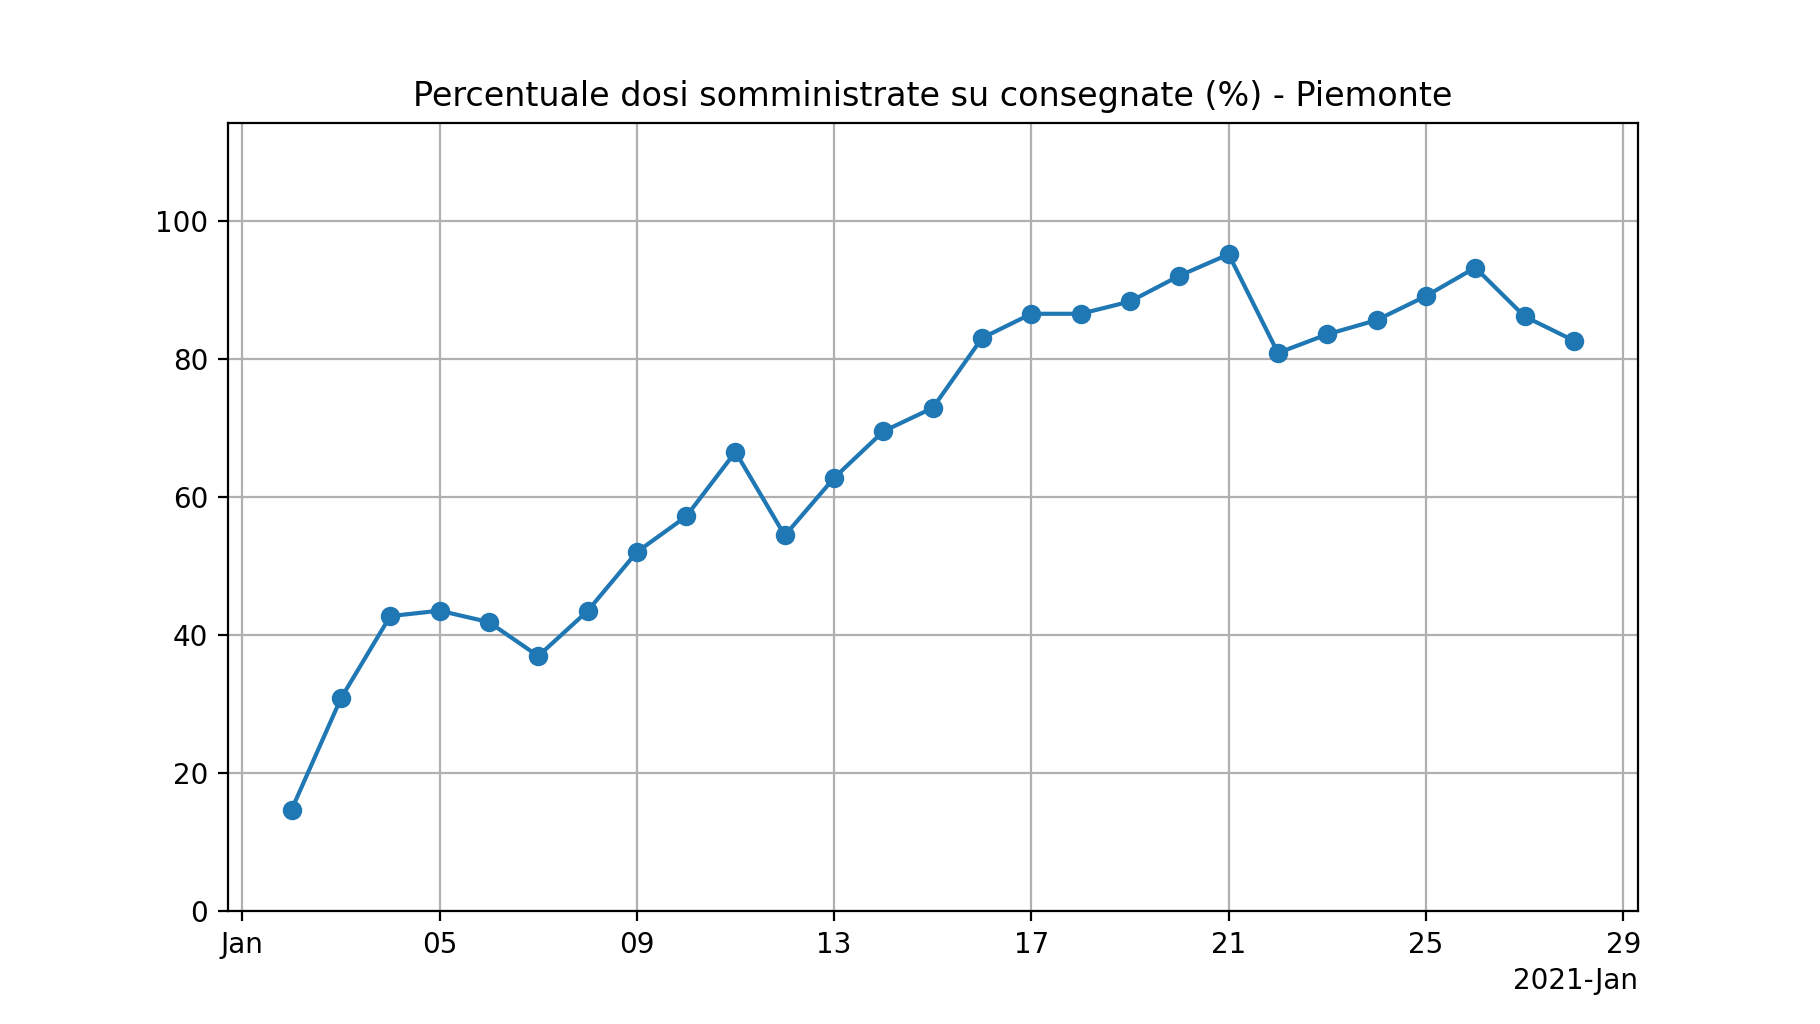 Percentuale dosi somministrate su consegnate (%) - Piemonte
100
80
60
40
20
0
Jan 05 09 13 17 21 25 29
2021-Jan